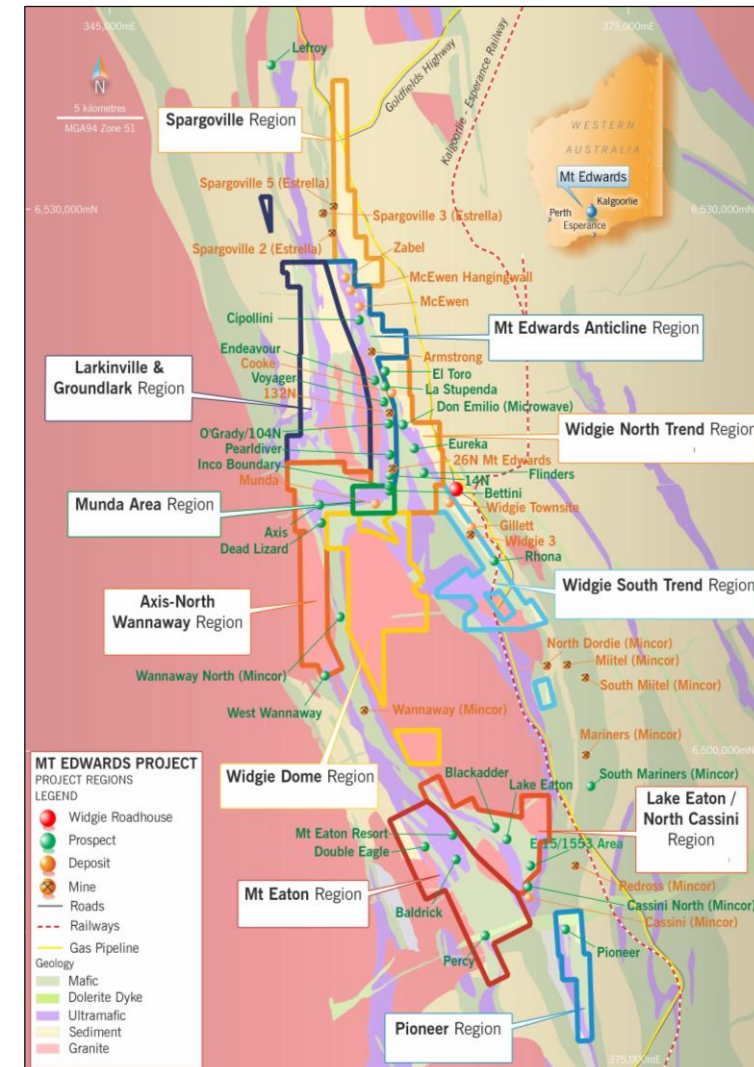 345,000mE
375,000mE
Lefroy
N
5 kilometres
MGA94 Zone 51
Goldfields Highway
Kalgoorlie - Esperance Railway
WESTERN
AUSTRALIA
Mt Edwards
Kalgoorlie
Perth
Esperance
Spargoville Region
Spargoville 5 (Estrella)
6,530,000mN
Spargoville 3 (Estrella)
6,530,000mN
Spargoville 2 (Estrella)
Zabel
McEwen Hangingwall
McEwen
Cipollini
Mt Edwards Anticline Region
Endeavour
Armstrong
Larkinville &
Groundlark Region
Cooke
El Toro
Voyager
La Stupenda
132N
Don Emilio (Microwave)
O'Grady/104N
Widgie North Trend Region
Pearldiver
Eureka
Inco Boundary
26N Mt Edwards
Munda
14N
Flinders
Munda Area Region
Bettini
Widgie Townsite
Axis
Gillett
Dead Lizard
Widgie 3
Rhona
Widgie South Trend Region
Axis-North
Wannaway Region
North Dordie (Mincor)
Miitel (Mincor)
Wannaway North (Mincor)
South Miitel (Mincor)
West Wannaway
Wannaway (Mincor)
Mariners (Mincor)
6,500,000mN
MT EDWARDS PROJECT
PROJECT REGIONS
LEGEND
Widgie Roadhouse
Prospect
Deposit
Mine
Roads
Railways
Gas Pipeline
Geology
Mafic
Dolerite Dyke
Ultramafic
Sediment
Granite
Widgie Dome Region
Blackadder
South Mariners (Mincor)
Lake Eaton
Lake Eaton /
North Cassini
Region
Mt Eaton Resort
Double Eagle
E 15/1553 Area
Mt Eaton Region
Redross (Mincor)
Baldrick
Cassini North (Mincor)
Cassini (Mincor)
Percy
Pioneer
Pioneer Region
375,000mE